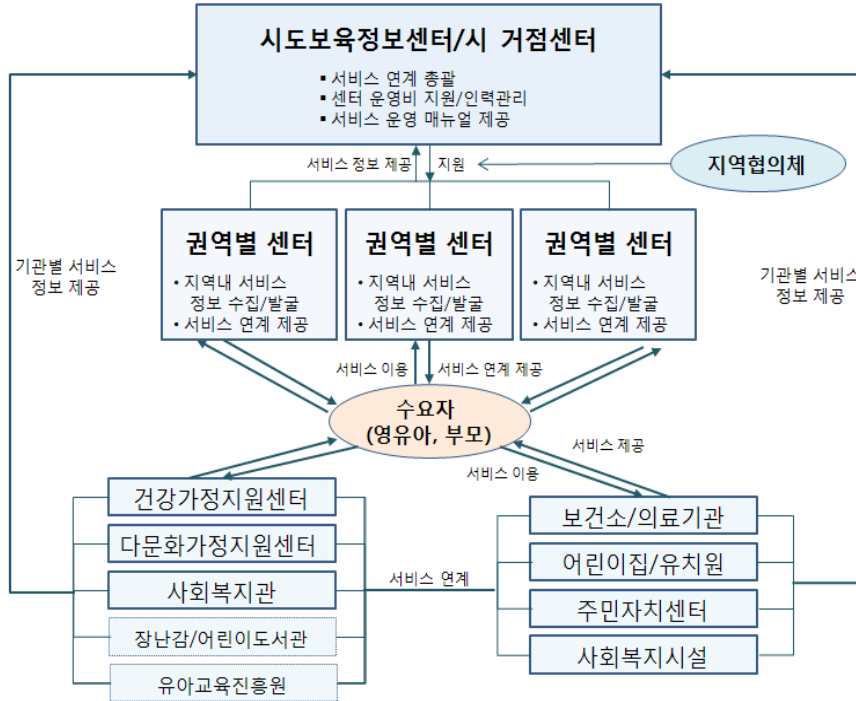 시도보육정보센터/시 거점센터
▪ 서비스 연계 총괄
▪ 센터 운영비 지원/인력관리
▪ 서비스 운영 매뉴얼 제공
서비스 정보 제공
지원
지역협의체
기관별 서비스
정보 제공
권역별 센터
• 지역내 서비스
정보 수집/발굴
• 서비스 연계 제공
권역별 센터
• 지역내 서비스
정보 수집/발굴
• 서비스 연계 제공
권역별 센터
• 지역내 서비스
정보 수집/발굴
• 서비스 연계 제공
기관별 서비스
정보 제공
서비스 이용
서비스 연계 제공
수요자
(영유아, 부모)
서비스 제공
서비스 이용
건강가정지원센터
다문화가정지원센터
사회복지관
장난감/어린이도서관
유아교육진흥원
서비스 연계
보건소/의료기관
어린이집/유치원
주민자치센터
사회복지시설